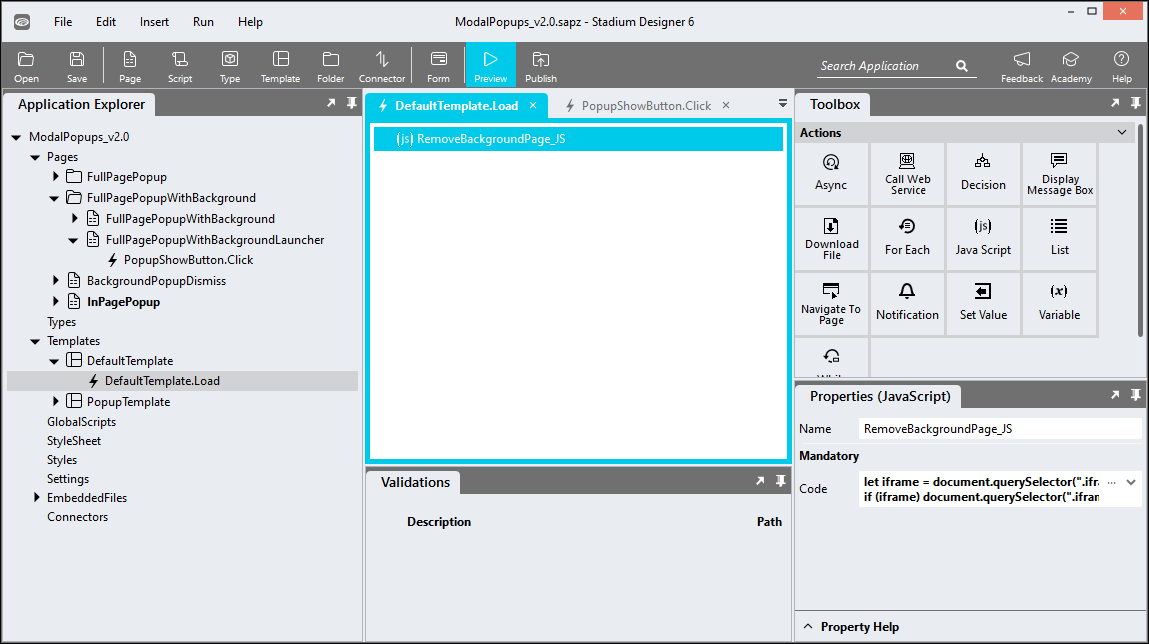 File Edit Insert Run Help
ModalPopups_v2.0.sapz - Stadium Designer 6
Open Save Page Script Type Template Folder Connector Form Preview Publish
Search Application
Feedback Academy Help
Application Explorer
ModalPopups_v2.0
Pages
FullPagePopup
FullPagePopupWithBackground
FullPagePopupWithBackground
FullPagePopupWithBackgroundLauncher
PopupShowButton.Click
BackgroundPopupDismiss
InPagePopup
Types
Templates
DefaultTemplate
DefaultTemplate.Load
PopupTemplate
GlobalScripts
StyleSheet
Styles
Settings
EmbeddedFiles
Connectors
DefaultTemplate.Load × PopupShowButton.Click ×
(js) RemoveBackgroundPage_JS
Validations
Description Path
Toolbox
Actions
Async
Call Web
Service
Decision
Display
Message Box
Download
File
For Each
(js)
Java Script
List
Navigate To
Page
Notification
Set Value
(x)
Variable
Properties (JavaScript)
Name RemoveBackgroundPage_JS
Mandatory
Code
let iframe = document.querySelector(".ifra ...
if (iframe) document.querySelector(".ifran
Property Help